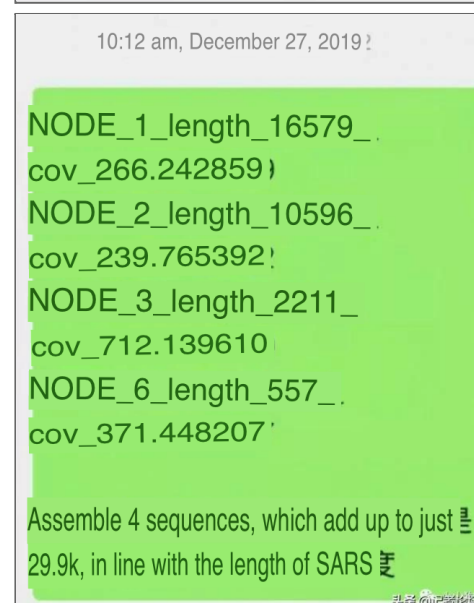 10:12 am, December 27, 2019
NODE_1_length_16579_
cov_266.242859
NODE_2_length_10596_
cov_239.765392
NODE_3_length_2211_
cov_712.139610
NODE_6_length_557_
cov_371.448207
Assemble 4 sequences, which add up to just
29.9k, in line with the length of SARS